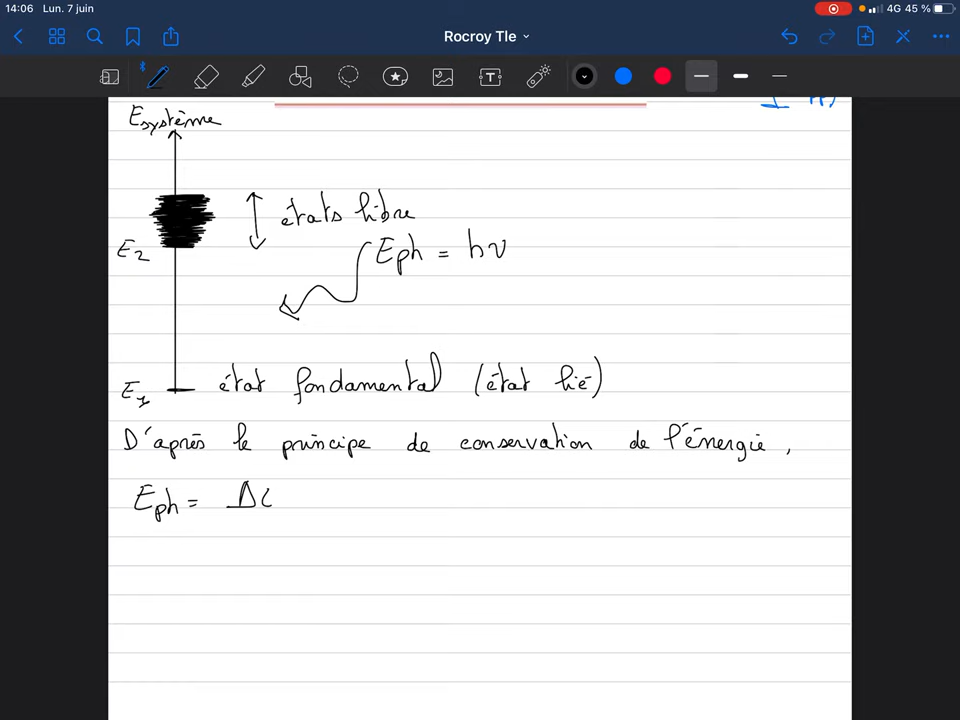 14:06 Lun. 7 juin
4G 45 %
Rocroy Tle
Esystème
états libre
E2
Eph = hν
E1 état fondamental (état lié)
D'après le principe de conservation de l'énergie,
Eph = Δ